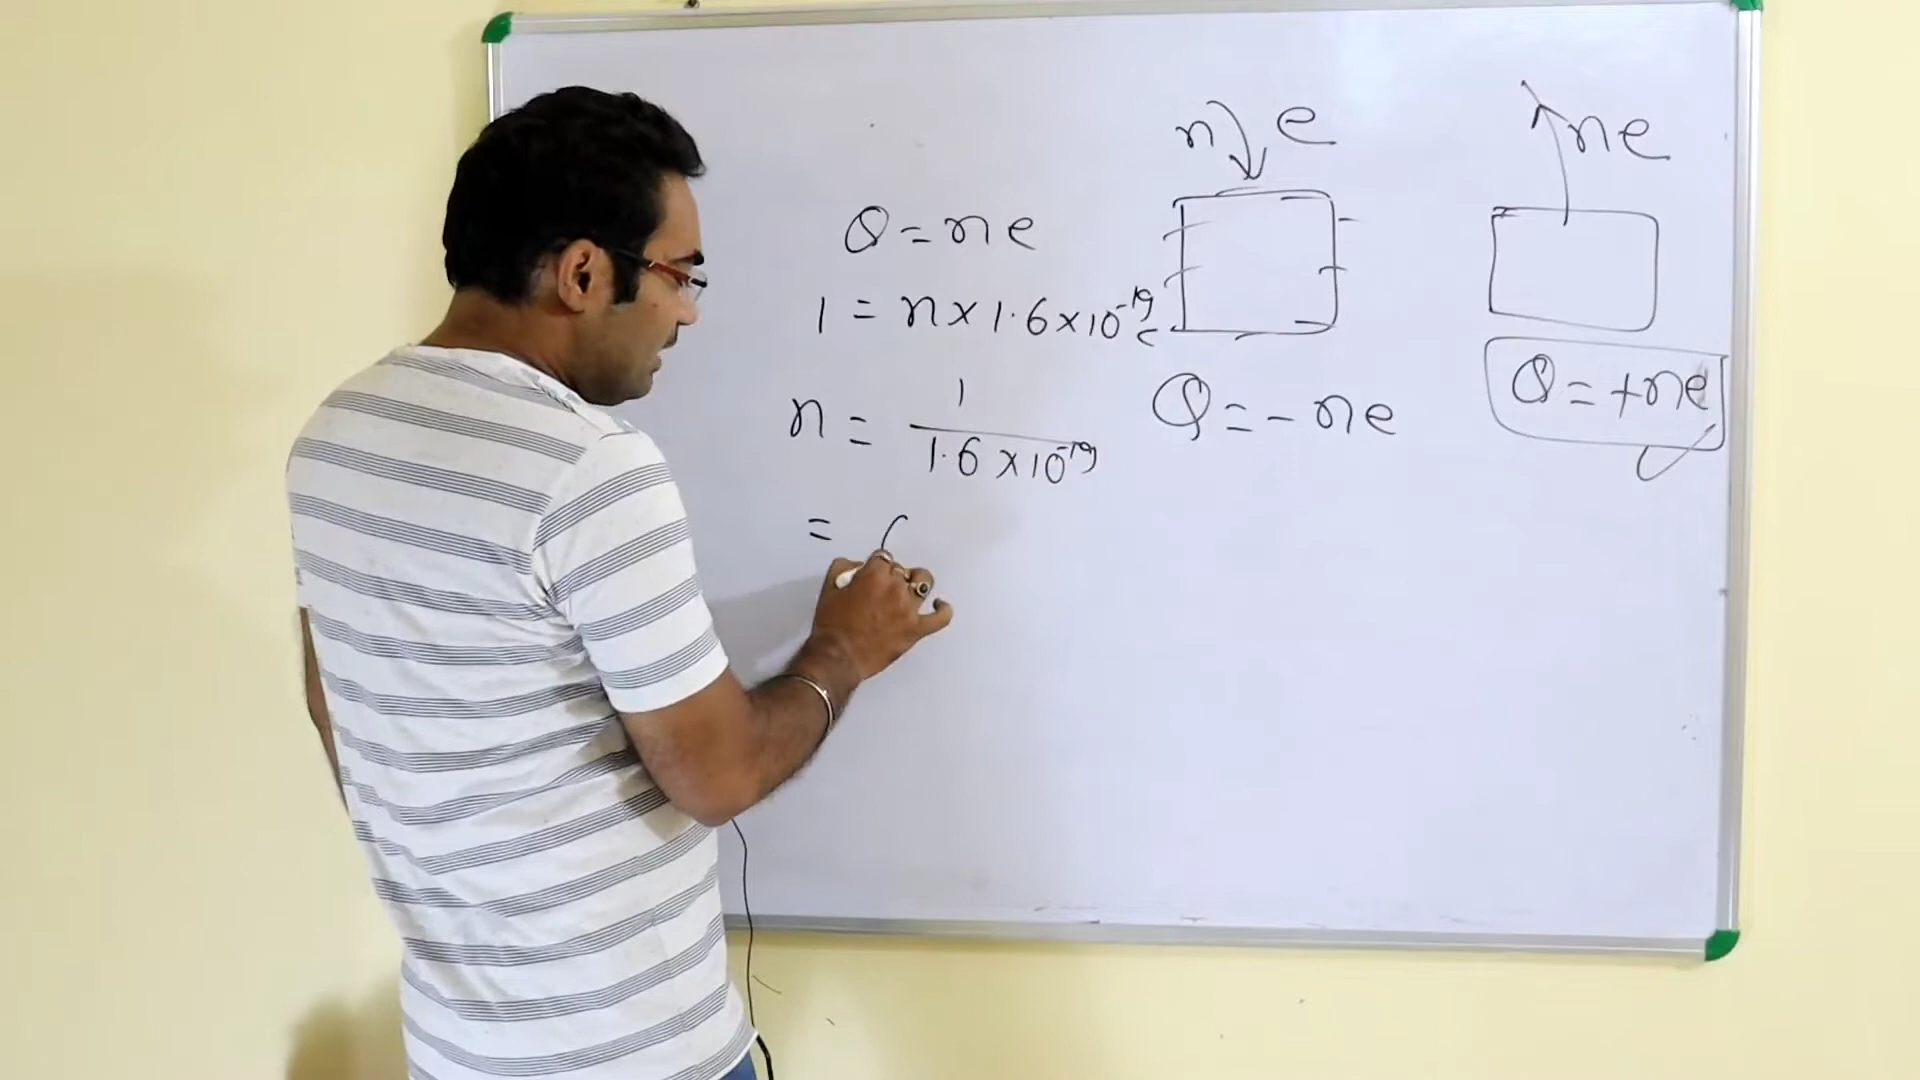 Q = ne
1 = n × 1.6 × 10⁻¹⁹ c
n = 1 / 1.6 × 10⁻¹⁹
=
n e
Q = - ne
ne
Q = + ne